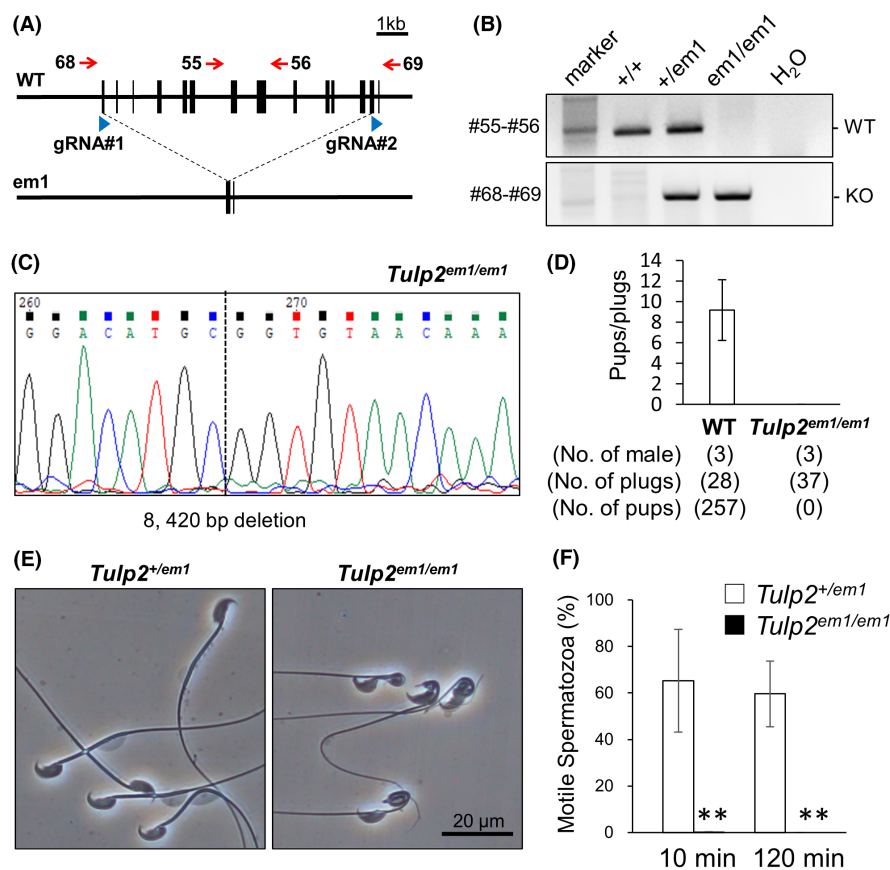 (A)
1kb
68
55
56
69
WT
gRNA#1
gRNA#2
em1
(B)
marker
+/+
+/em1
em1/em1
H2O
#55-#56
- WT
#68-#69
- KO
(C)
Tulp2em1/em1
260
270
G G A C A T G C G G T G T A A C A A A
8, 420 bp deletion
(D)
Pups/plugs
14
12
10
8
6
4
2
0
WT Tulp2em1/em1
(No. of male) (3) (3)
(No. of plugs) (28) (37)
(No. of pups) (257) (0)
(E)
Tulp2+/em1
Tulp2em1/em1
20 µm
(F)
Tulp2+/em1
Tulp2em1/em1
Motile Spermatozoa (%)
100
80
60
40
20
0
** **
10 min 120 min